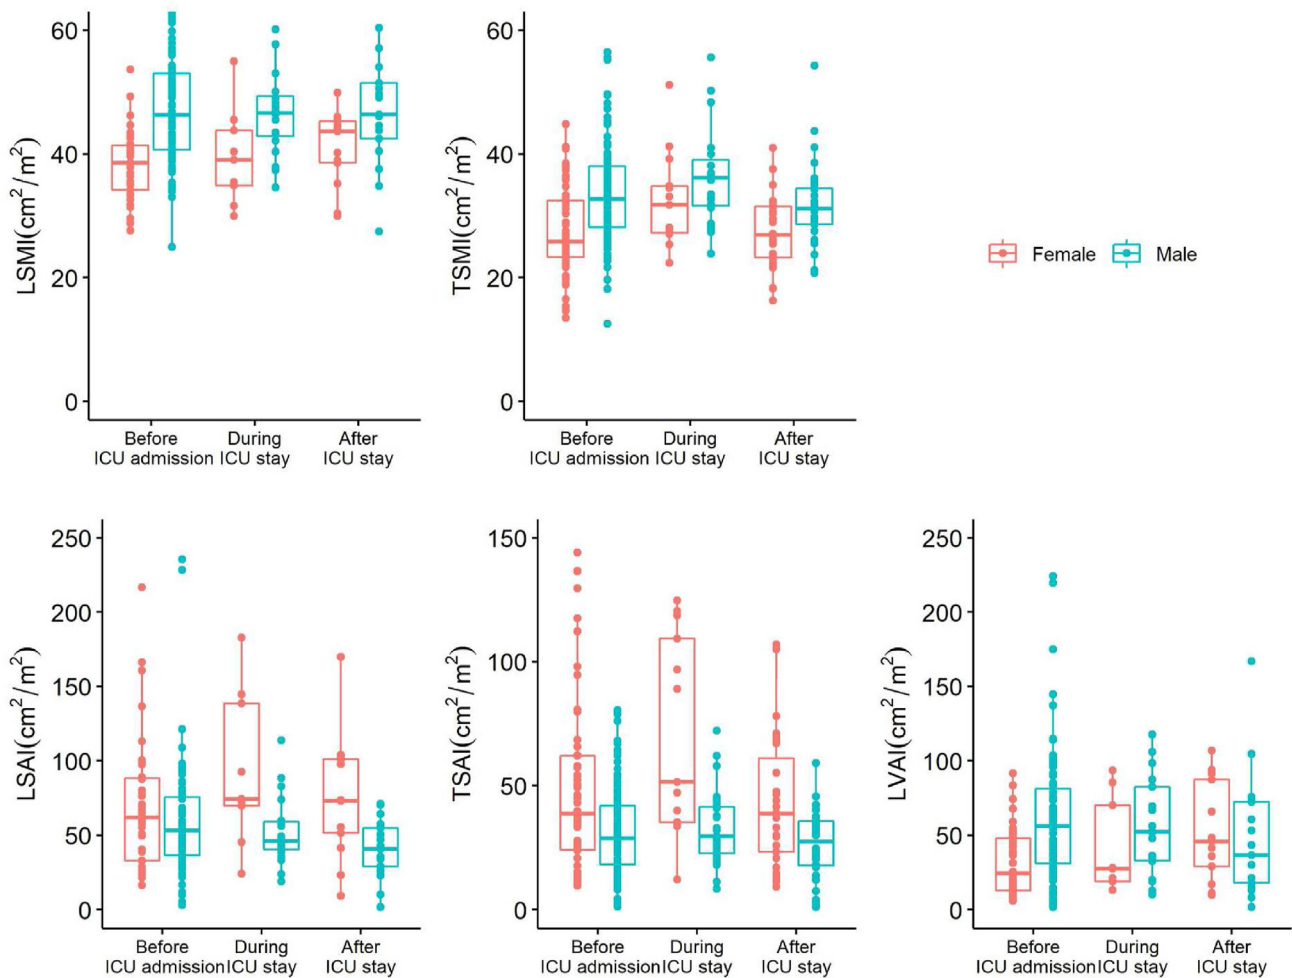 60
40
20
0
LSMI(cm²/m²)
Before
ICU admission
During
ICU stay
After
ICU stay
60
40
20
0
TSMI(cm²/m²)
Before
ICU admission
During
ICU stay
After
ICU stay
Female
Male
250
200
150
100
50
0
LSAI(cm²/m²)
Before
ICU admission
During
ICU stay
After
ICU stay
150
100
50
0
TSAI(cm²/m²)
Before
ICU admission
During
ICU stay
After
ICU stay
250
200
150
100
50
0
LVAI(cm²/m²)
Before
ICU admission
During
ICU stay
After
ICU stay